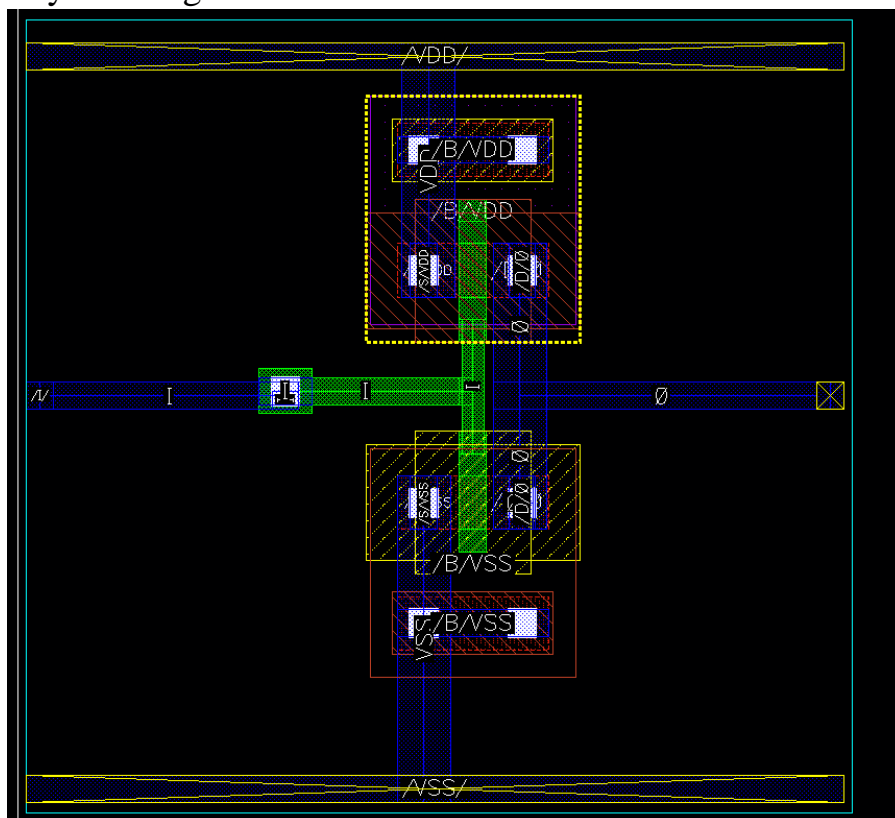 /VDD/
/B/VDD
VDD
/B/VDD
/S/VDD
/D/Ø
Ø
/I/
I
I
I
I
Ø
Ø
/S/VSS
/D/Ø
/B/VSS
/B/VSS
VSS
/VSS/